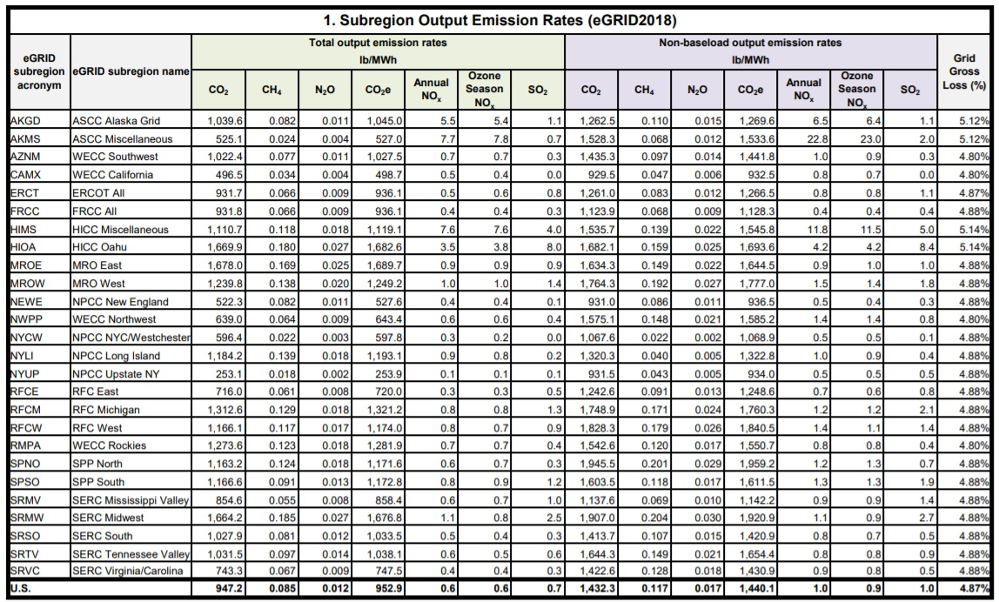 1. Subregion Output Emission Rates (eGRID2018)
eGRID subregion acronym eGRID subregion name Total output emission rates lb/MWh Non-baseload output emission rates lb/MWh Grid Gross Loss (%)
CO2 CH4 N2O CO2e Annual NOx Ozone Season NOx SO2 CO2 CH4 N2O CO2e Annual NOx Ozone Season NOx SO2
AKGD ASCC Alaska Grid 1,039.6 0.082 0.011 1,045.0 5.5 5.4 1.1 1,262.5 0.110 0.015 1,269.6 6.5 6.4 1.1 5.12%
AKMS ASCC Miscellaneous 525.1 0.024 0.004 527.0 7.7 7.8 0.7 1,528.3 0.068 0.012 1,533.6 22.8 23.0 2.0 5.12%
AZNM WECC Southwest 1,022.4 0.077 0.011 1,027.5 0.7 0.7 0.3 1,435.3 0.097 0.014 1,441.8 1.0 0.9 0.3 4.80%
CAMX WECC California 496.5 0.034 0.004 498.7 0.5 0.4 0.0 929.5 0.047 0.006 932.5 0.8 0.7 0.0 4.80%
ERCT ERCOT All 931.7 0.066 0.009 936.1 0.5 0.6 0.8 1,261.0 0.083 0.012 1,266.5 0.8 0.8 1.1 4.87%
FRCC FRCC All 931.8 0.066 0.009 936.1 0.4 0.4 0.3 1,123.9 0.068 0.009 1,128.3 0.4 0.4 0.4 4.88%
HIMS HICC Miscellaneous 1,110.7 0.118 0.018 1,119.1 7.6 7.6 4.0 1,535.7 0.139 0.022 1,545.8 11.8 11.5 5.0 5.14%
HIOA HICC Oahu 1,669.9 0.180 0.027 1,682.6 3.5 3.8 8.0 1,682.1 0.159 0.025 1,693.6 4.2 4.2 8.4 5.14%
MROE MRO East 1,678.0 0.169 0.025 1,689.7 0.9 0.9 0.9 1,634.3 0.149 0.022 1,644.5 0.9 1.0 1.0 4.88%
MROW MRO West 1,239.8 0.138 0.020 1,249.2 1.0 1.0 1.4 1,764.3 0.192 0.027 1,777.0 1.5 1.4 1.8 4.88%
NEWE NPCC New England 522.3 0.082 0.011 527.6 0.4 0.4 0.1 931.0 0.086 0.011 936.5 0.5 0.4 0.3 4.88%
NWPP WECC Northwest 639.0 0.064 0.009 643.4 0.6 0.6 0.4 1,575.1 0.148 0.021 1,585.2 1.4 1.4 0.8 4.80%
NYCW NPCC NYC/Westchester 596.4 0.022 0.003 597.8 0.3 0.2 0.0 1,067.6 0.022 0.002 1,068.9 0.5 0.5 0.1 4.88%
NYLI NPCC Long Island 1,184.2 0.139 0.018 1,193.1 0.9 0.8 0.2 1,320.3 0.040 0.005 1,322.8 1.0 0.9 0.4 4.88%
NYUP NPCC Upstate NY 253.1 0.018 0.002 253.9 0.1 0.1 0.1 931.5 0.043 0.005 934.0 0.5 0.5 0.5 4.88%
RFCE RFC East 716.0 0.061 0.008 720.0 0.3 0.3 0.5 1,242.6 0.091 0.013 1,248.6 0.7 0.6 0.8 4.88%
RFCM RFC Michigan 1,312.6 0.129 0.018 1,321.2 0.8 0.8 1.3 1,748.9 0.171 0.024 1,760.3 1.2 1.2 2.1 4.88%
RFCW RFC West 1,166.1 0.117 0.017 1,174.0 0.8 0.7 0.9 1,828.3 0.179 0.026 1,840.5 1.4 1.1 1.4 4.88%
RMPA WECC Rockies 1,273.6 0.123 0.018 1,281.9 0.7 0.7 0.4 1,542.6 0.120 0.017 1,550.7 0.8 0.8 0.4 4.80%
SPNO SPP North 1,163.2 0.124 0.018 1,171.6 0.6 0.7 0.3 1,945.5 0.201 0.029 1,959.2 1.2 1.3 0.7 4.88%
SPSO SPP South 1,166.6 0.091 0.013 1,172.8 0.8 0.9 1.2 1,603.5 0.118 0.017 1,611.5 1.3 1.3 1.9 4.88%
SRMV SERC Mississippi Valley 854.6 0.055 0.008 858.4 0.6 0.7 1.0 1,137.6 0.069 0.010 1,142.2 0.9 0.9 1.4 4.88%
SRMW SERC Midwest 1,664.2 0.185 0.027 1,676.8 1.1 0.8 2.5 1,907.0 0.204 0.030 1,920.9 1.1 0.9 2.7 4.88%
SRSO SERC South 1,027.9 0.081 0.012 1,033.5 0.5 0.4 0.3 1,413.7 0.107 0.015 1,420.9 0.8 0.7 0.5 4.88%
SRTV SERC Tennessee Valley 1,031.5 0.097 0.014 1,038.1 0.6 0.5 0.6 1,644.3 0.149 0.021 1,654.4 0.8 0.8 0.9 4.88%
SRVC SERC Virginia/Carolina 743.3 0.067 0.009 747.5 0.4 0.4 0.3 1,422.6 0.128 0.018 1,430.9 0.9 0.8 0.5 4.88%
U.S. 947.2 0.085 0.012 952.9 0.6 0.6 0.7 1,432.3 0.117 0.017 1,440.1 1.0 0.9 1.0 4.87%